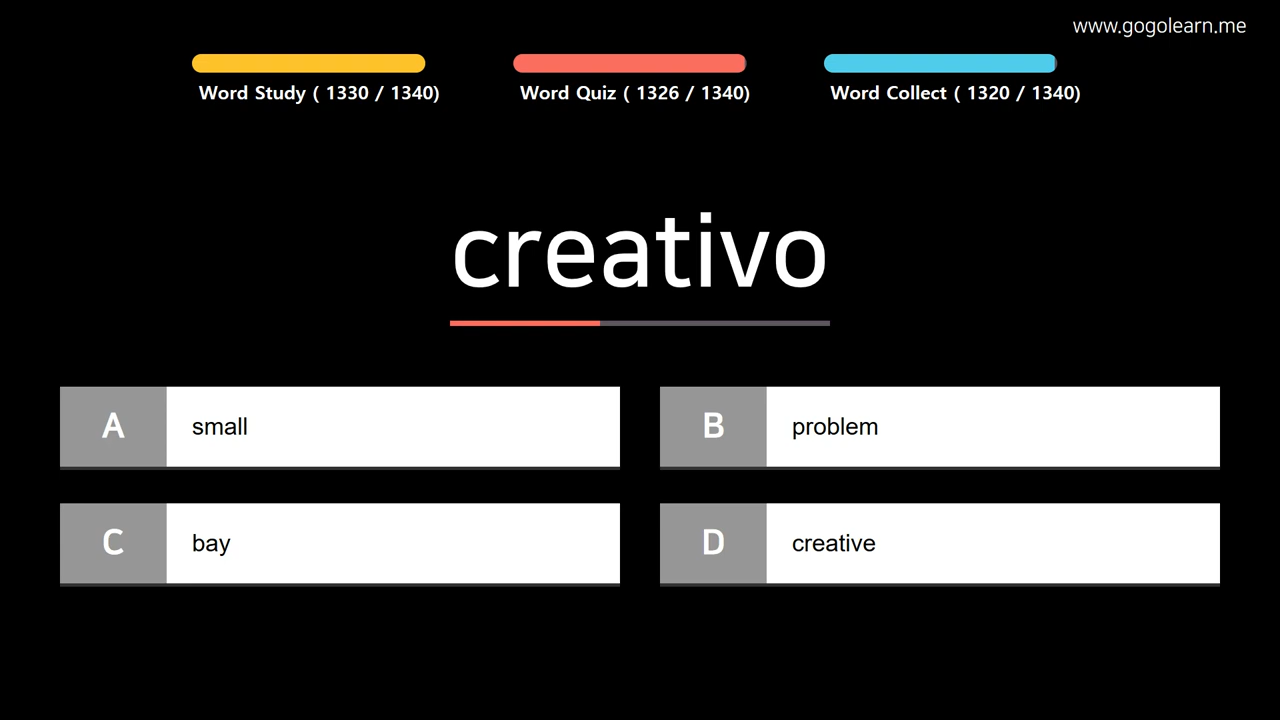 www.gogolearn.me
Word Study ( 1330 / 1340)
Word Quiz ( 1326 / 1340)
Word Collect ( 1320 / 1340)
creativo
A small
B problem
C bay
D creative